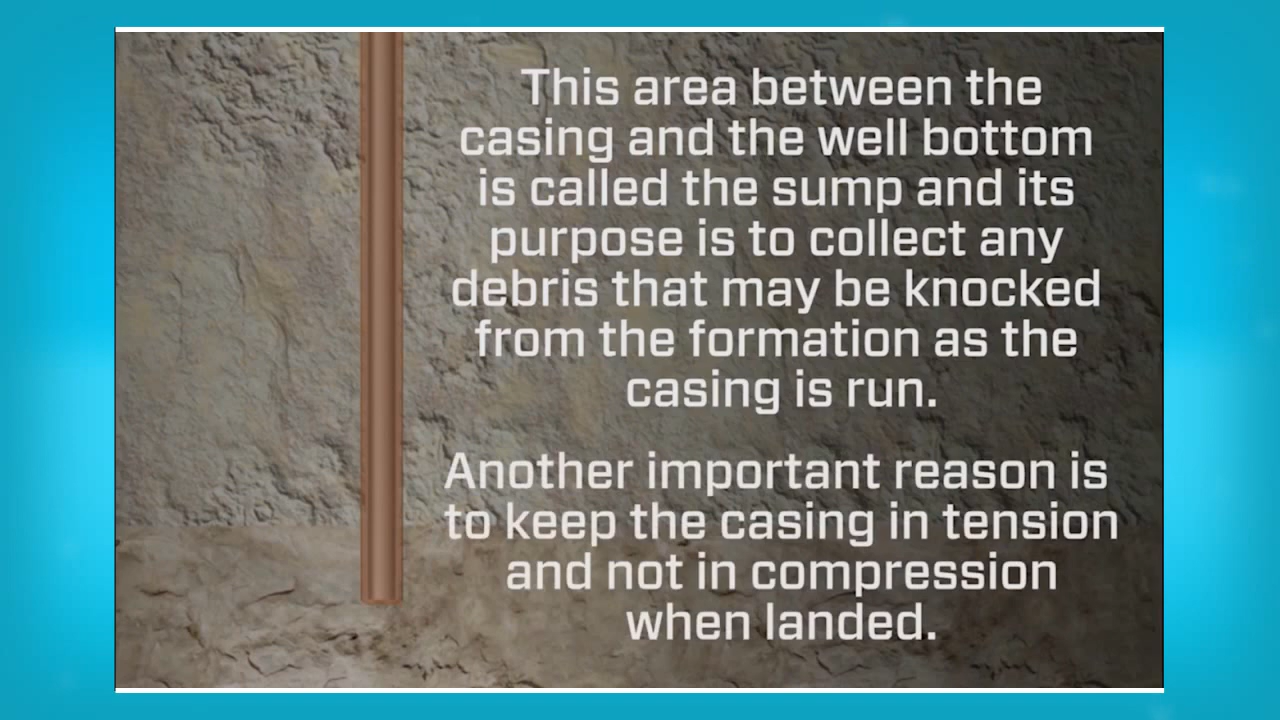 This area between the
casing and the well bottom
is called the sump and its
purpose is to collect any
debris that may be knocked
from the formation as the
casing is run.
Another important reason is
to keep the casing in tension
and not in compression
when landed.